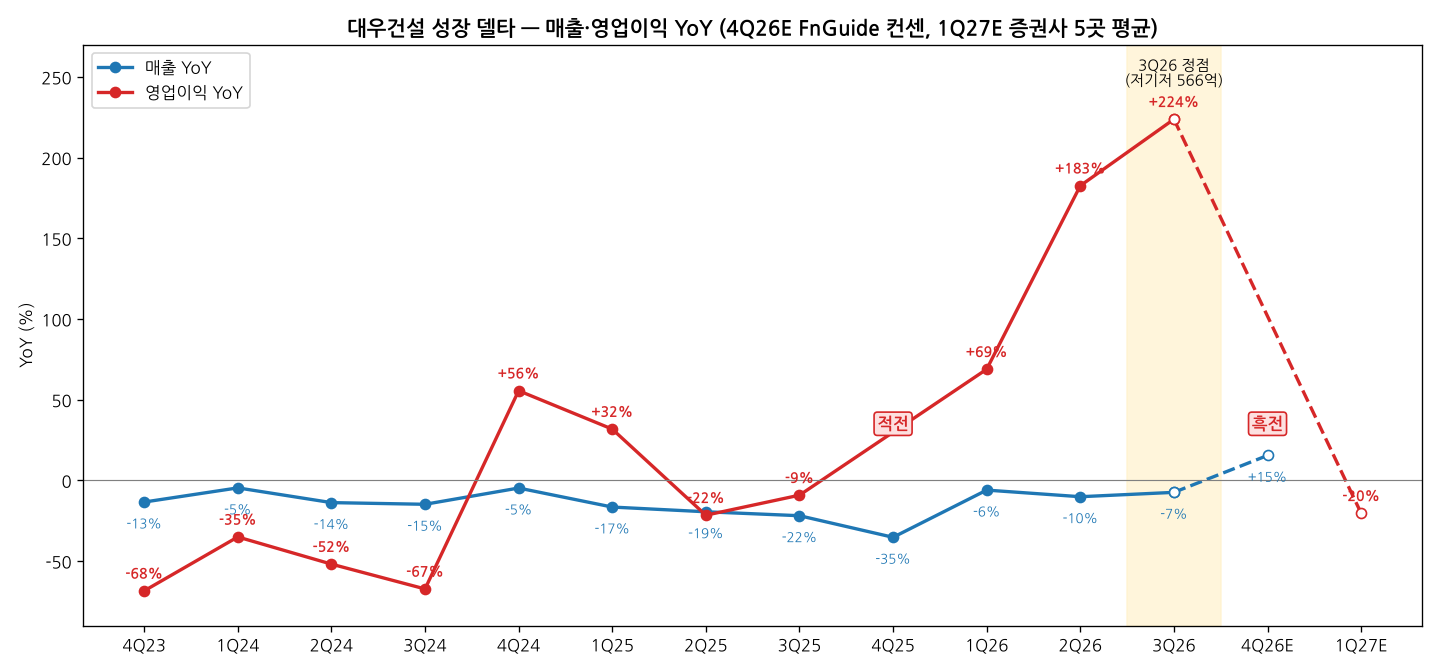 대우건설 성장 델타 — 매출·영업이익 YoY (4Q26E FnGuide 컨센, 1Q27E 증권사 5곳 평균)
매출 YoY
영업이익 YoY
3Q26 정점
(저기저 566억)
YoY (%)
250
200
150
100
50
0
-50
+224%
+183%
+69%
+56%
+32%
적전
흑전
-9%
-22%
-20%
+15%
-13%
-5%
-35%
-14%
-52%
-15%
-67%
-68%
-5%
-17%
-19%
-22%
-35%
-6%
-10%
-7%
4Q23
1Q24
2Q24
3Q24
4Q24
1Q25
2Q25
3Q25
4Q25
1Q26
2Q26
3Q26
4Q26E
1Q27E